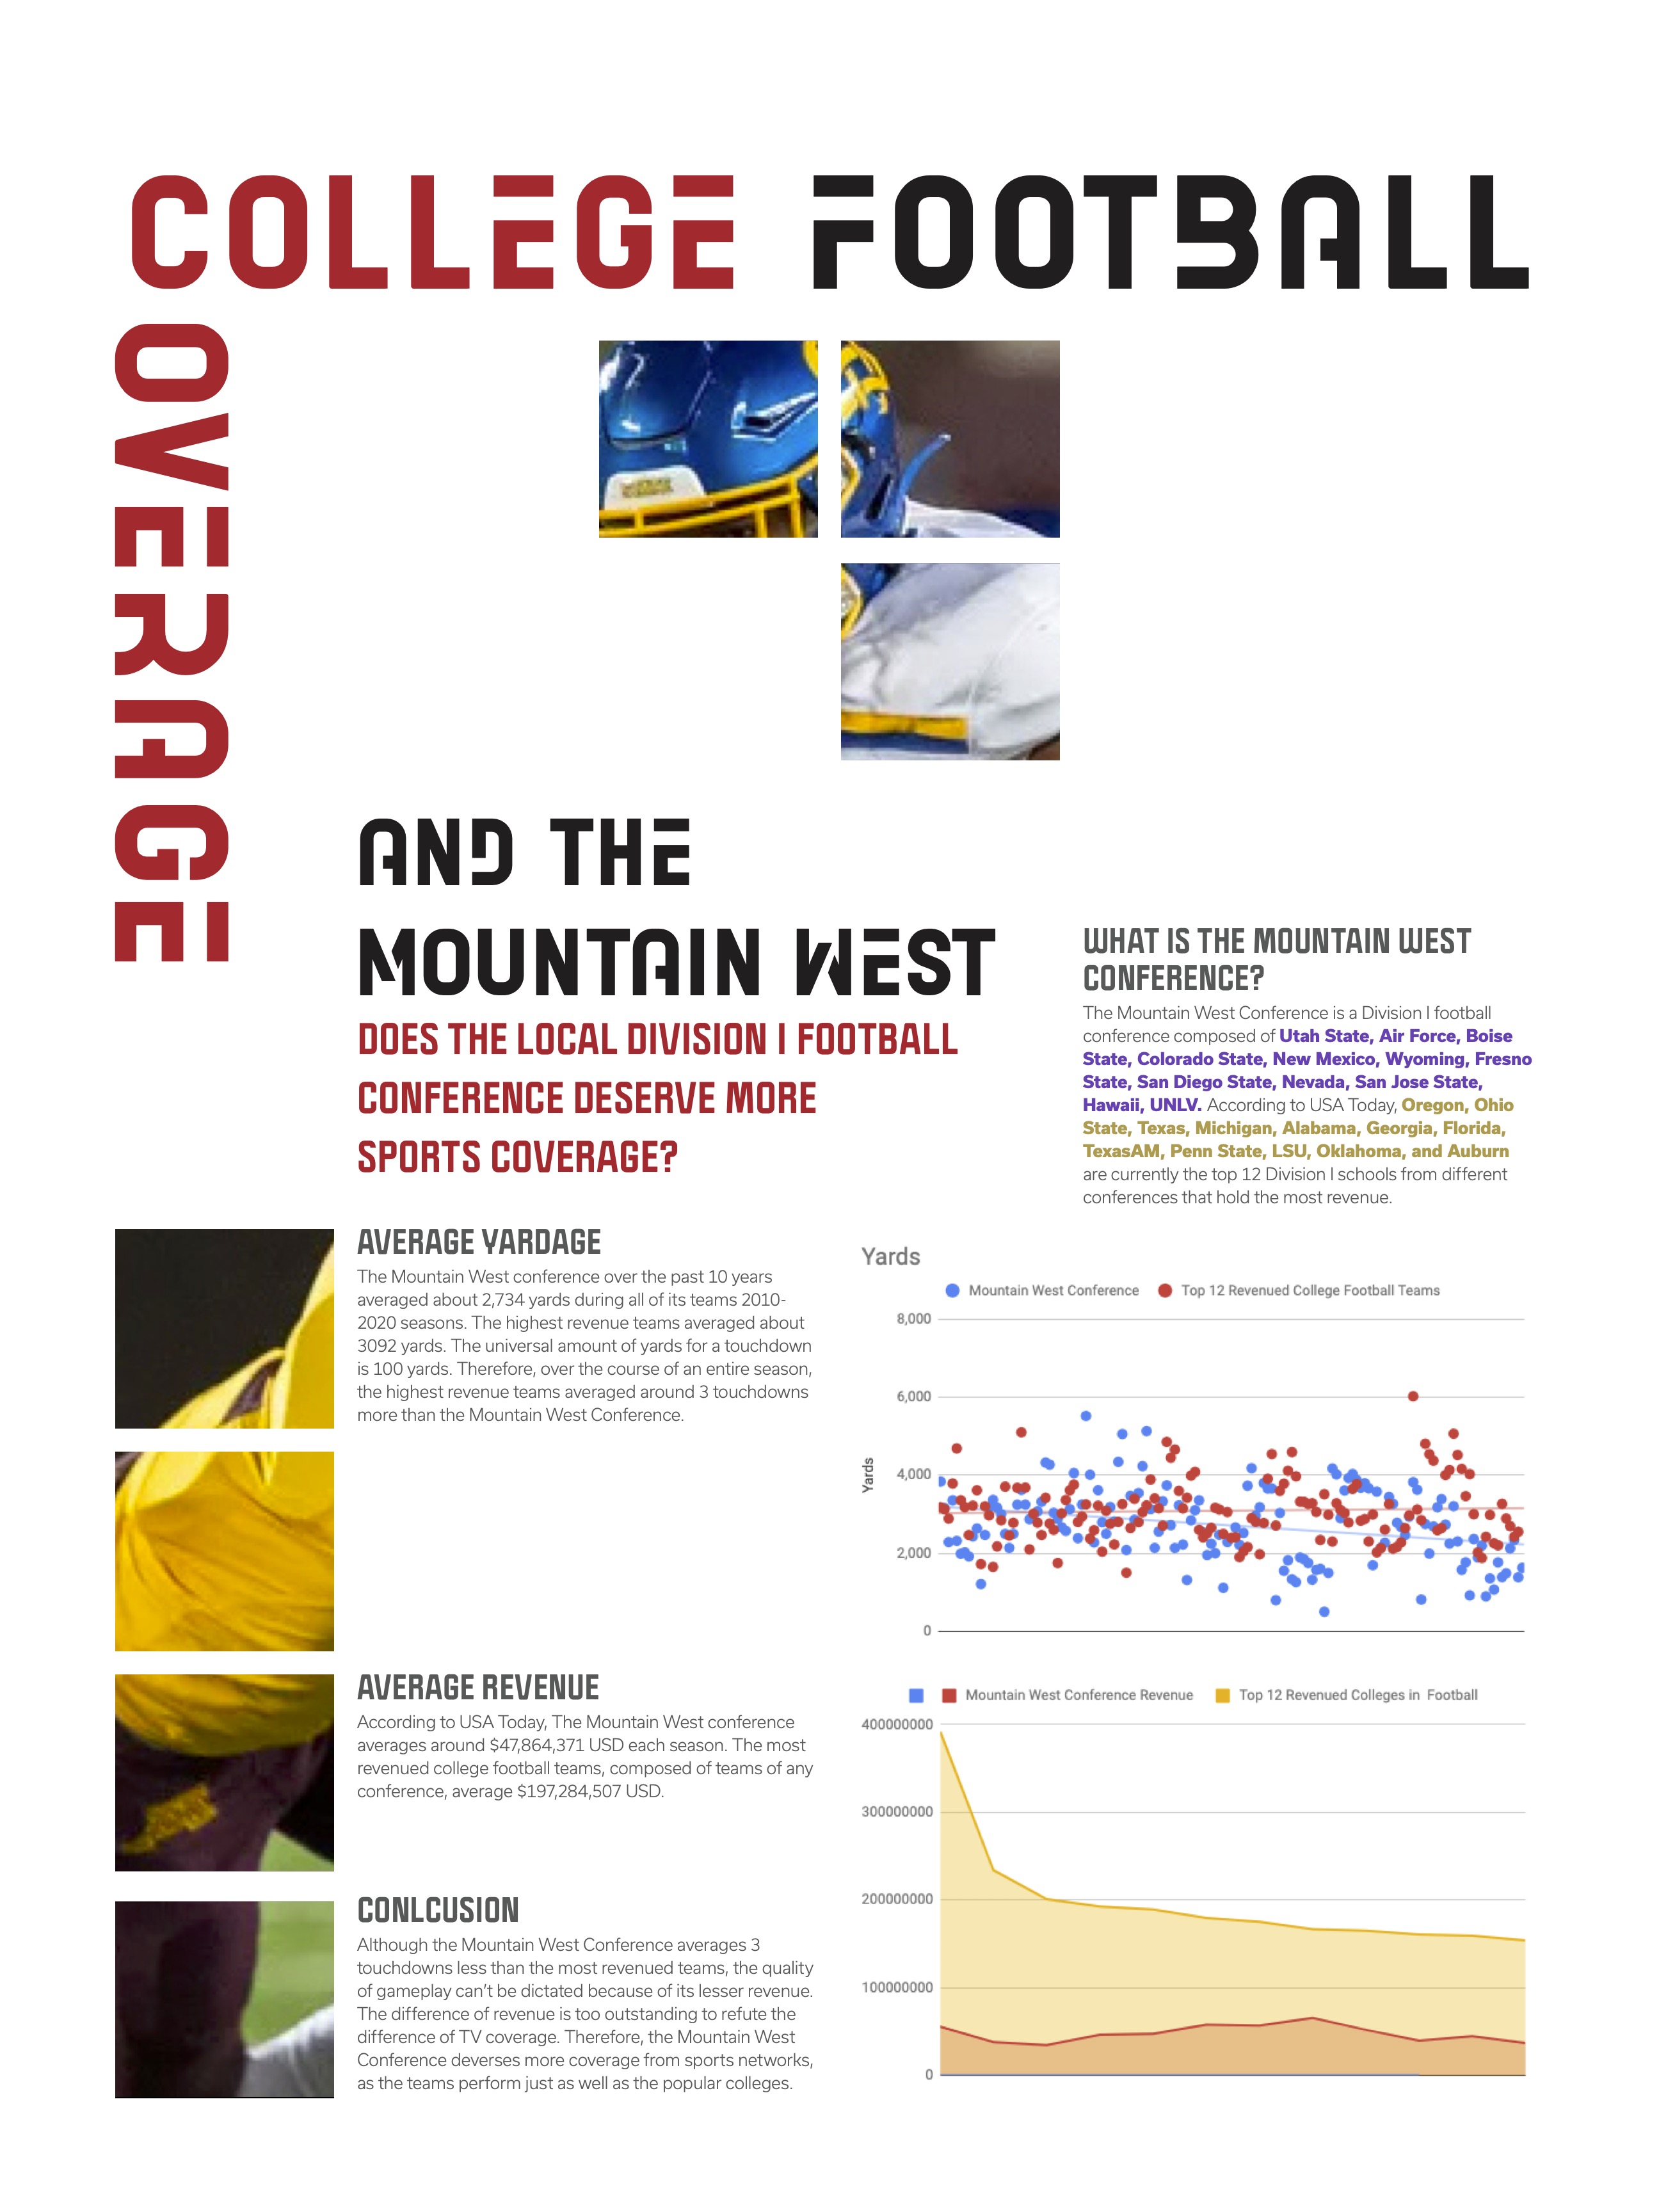 COLLEGE FOOTBALL
COVERAGE
AND THE
MOUNTAIN WEST
DOES THE LOCAL DIVISION I FOOTBALL
CONFERENCE DESERVE MORE
SPORTS COVERAGE?
WHAT IS THE MOUNTAIN WEST
CONFERENCE?
The Mountain West Conference is a Division I football
conference composed of Utah State, Air Force, Boise
State, Colorado State, New Mexico, Wyoming, Fresno
State, San Diego State, Nevada, San Jose State,
Hawaii, UNLV. According to USA Today, Oregon, Ohio
State, Texas, Michigan, Alabama, Georgia, Florida,
TexasAM, Penn State, LSU, Oklahoma, and Auburn
are currently the top 12 Division I schools from different
conferences that hold the most revenue.
AVERAGE YARDAGE
The Mountain West conference over the past 10 years
averaged about 2,734 yards during all of its teams 2010-
2020 seasons. The highest revenue teams averaged about
3092 yards. The universal amount of yards for a touchdown
is 100 yards. Therefore, over the course of an entire season,
the highest revenue teams averaged around 3 touchdowns
more than the Mountain West Conference.
Yards
Mountain West Conference Top 12 Revenued College Football Teams
Yards
8,000
6,000
4,000
2,000
0
AVERAGE REVENUE
According to USA Today, The Mountain West conference
averages around $47,864,371 USD each season. The most
revenued college football teams, composed of teams of any
conference, average $197,284,507 USD.
Mountain West Conference Revenue Top 12 Revenued Colleges in Football
400000000
300000000
200000000
100000000
0
CONLCUSION
Although the Mountain West Conference averages 3
touchdowns less than the most revenued teams, the quality
of gameplay can't be dictated because of its lesser revenue.
The difference of revenue is too outstanding to refute the
difference of TV coverage. Therefore, the Mountain West
Conference deverses more coverage from sports networks,
as the teams perform just as well as the popular colleges.